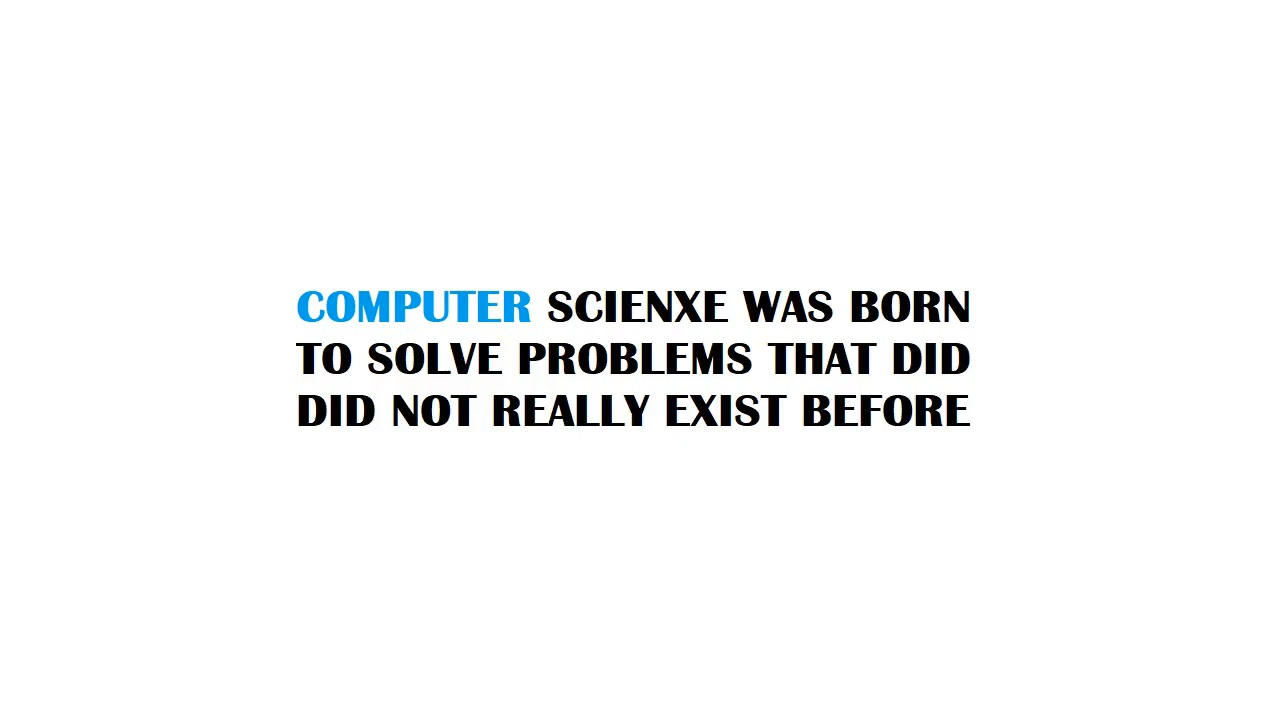 COMPUTER SCIENXE WAS BORN
TO SOLVE PROBLEMS THAT DID
DID NOT REALLY EXIST BEFORE